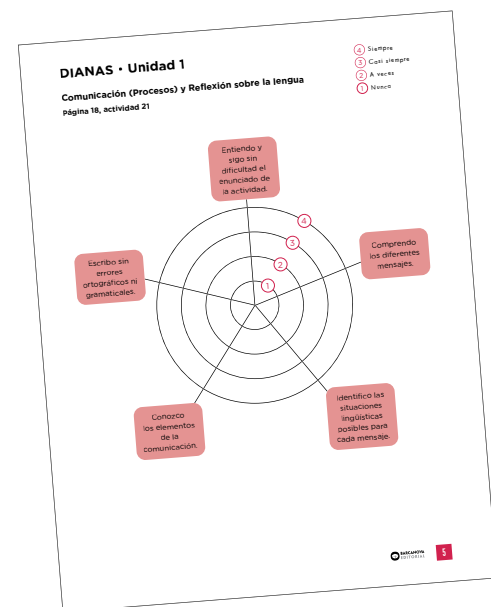 DIANAS • Unidad 1
Comunicación (Procesos) y Reflexión sobre la lengua
Página 18, actividad 21
4 Siempre
3 Casi siempre
2 A veces
1 Nunca
Entiendo y
sigo sin
dificultad el
enunciado de
la actividad.
4
3
2
1
Comprendo
los diferentes
mensajes.
Escribo sin
errores
ortográficos ni
gramaticales.
Identifico las
situaciones
lingüísticas
posibles para
cada mensaje.
Conozco
los elementos
de la
comunicación.
BARCANOVA
EDITORIAL
5